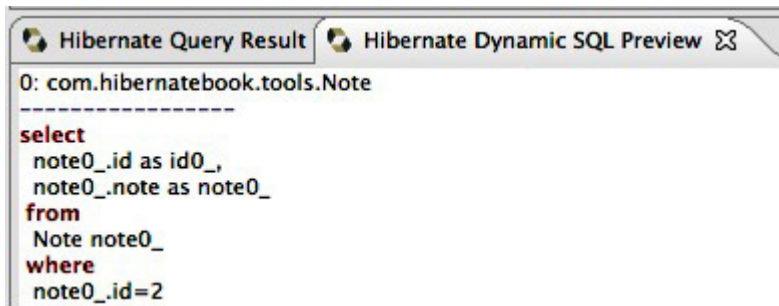 Hibernate Query Result Hibernate Dynamic SQL Preview
0: com.hibernatebook.tools.Note
-----------------
select
note0_.id as id0_,
note0_.note as note0_
from
Note note0_
where
note0_.id=2